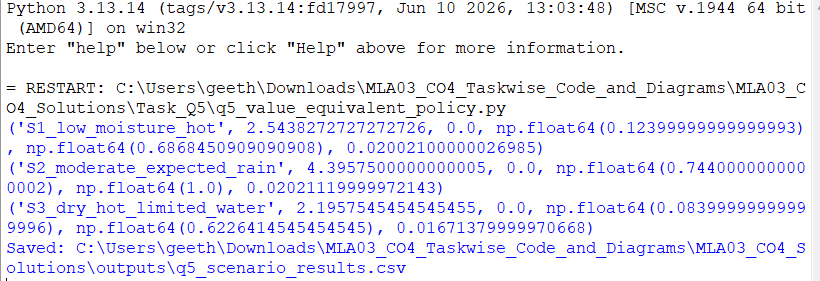 Python 3.13.14 (tags/v3.13.14:fd17997, Jun 10 2026, 13:03:48) [MSC v.1944 64 bit
 (AMD64)] on win32
Enter "help" below or click "Help" above for more information.
= RESTART: C:\Users\geeth\Downloads\MLA03_CO4_Taskwise_Code_and_Diagrams\MLA03_C
O4_Solutions\Task_Q5\q5_value_equivalent_policy.py
('S1_low_moisture_hot', 2.5438272727272726, 0.0, np.float64(0.12399999999999993)
, np.float64(0.6868450909090908), 0.02002100000026985)
('S2_moderate_expected_rain', 4.3957500000000005, 0.0, np.float64(0.744000000000
0002), np.float64(1.0), 0.02021119999972143)
('S3_dry_hot_limited_water', 2.1957545454545455, 0.0, np.float64(0.0839999999999
9996), np.float64(0.6226414545454545), 0.01671379999970668)
Saved: C:\Users\geeth\Downloads\MLA03_CO4_Taskwise_Code_and_Diagrams\MLA03_CO4_S
olutions\outputs\q5_scenario_results.csv